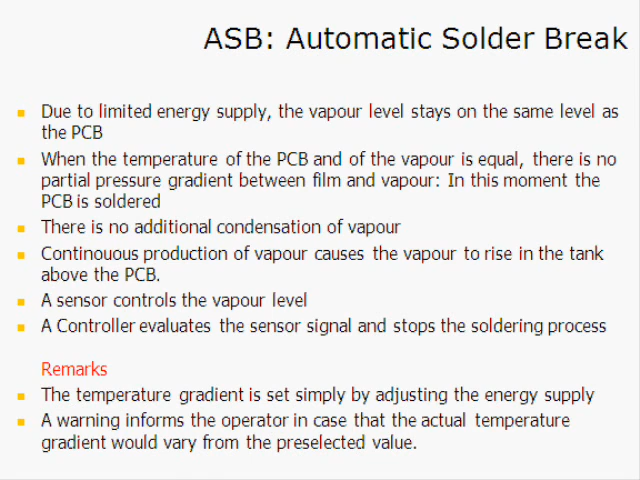 ASB: Automatic Solder Break
Due to limited energy supply, the vapour level stays on the same level as
the PCB
When the temperature of the PCB and of the vapour is equal, there is no
partial pressure gradient between film and vapour: In this moment the
PCB is soldered
There is no additional condensation of vapour
Continouous production of vapour causes the vapour to rise in the tank
above the PCB.
A sensor controls the vapour level
A Controller evaluates the sensor signal and stops the soldering process
Remarks
The temperature gradient is set simply by adjusting the energy supply
A warning informs the operator in case that the actual temperature
gradient would vary from the preselected value.